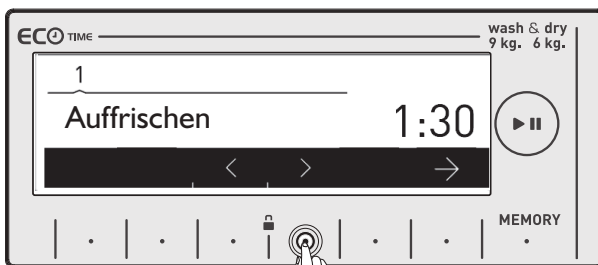 ECO TIME
wash & dry
9 kg. 6 kg.
1
Auffrischen 1:30
MEMORY